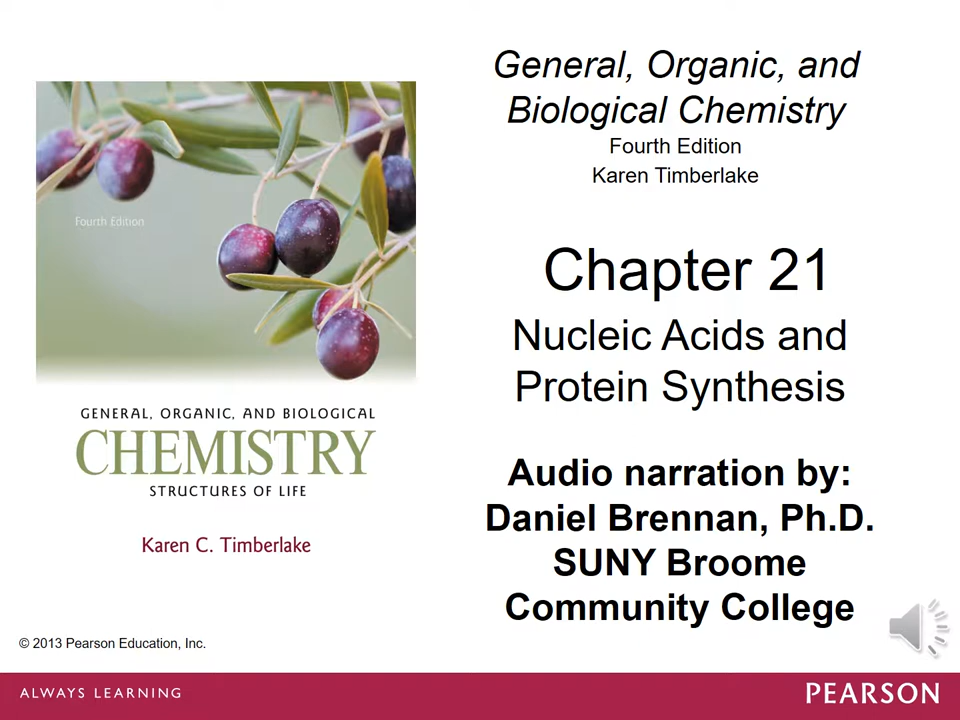 General, Organic, and
Biological Chemistry
Fourth Edition
Karen Timberlake
Fourth Edition
Chapter 21
Nucleic Acids and
Protein Synthesis
GENERAL, ORGANIC, AND BIOLOGICAL
CHEMISTRY
STRUCTURES OF LIFE
Karen C. Timberlake
Audio narration by:
Daniel Brennan, Ph.D.
SUNY Broome
Community College
© 2013 Pearson Education, Inc.
ALWAYS LEARNING
PEARSON